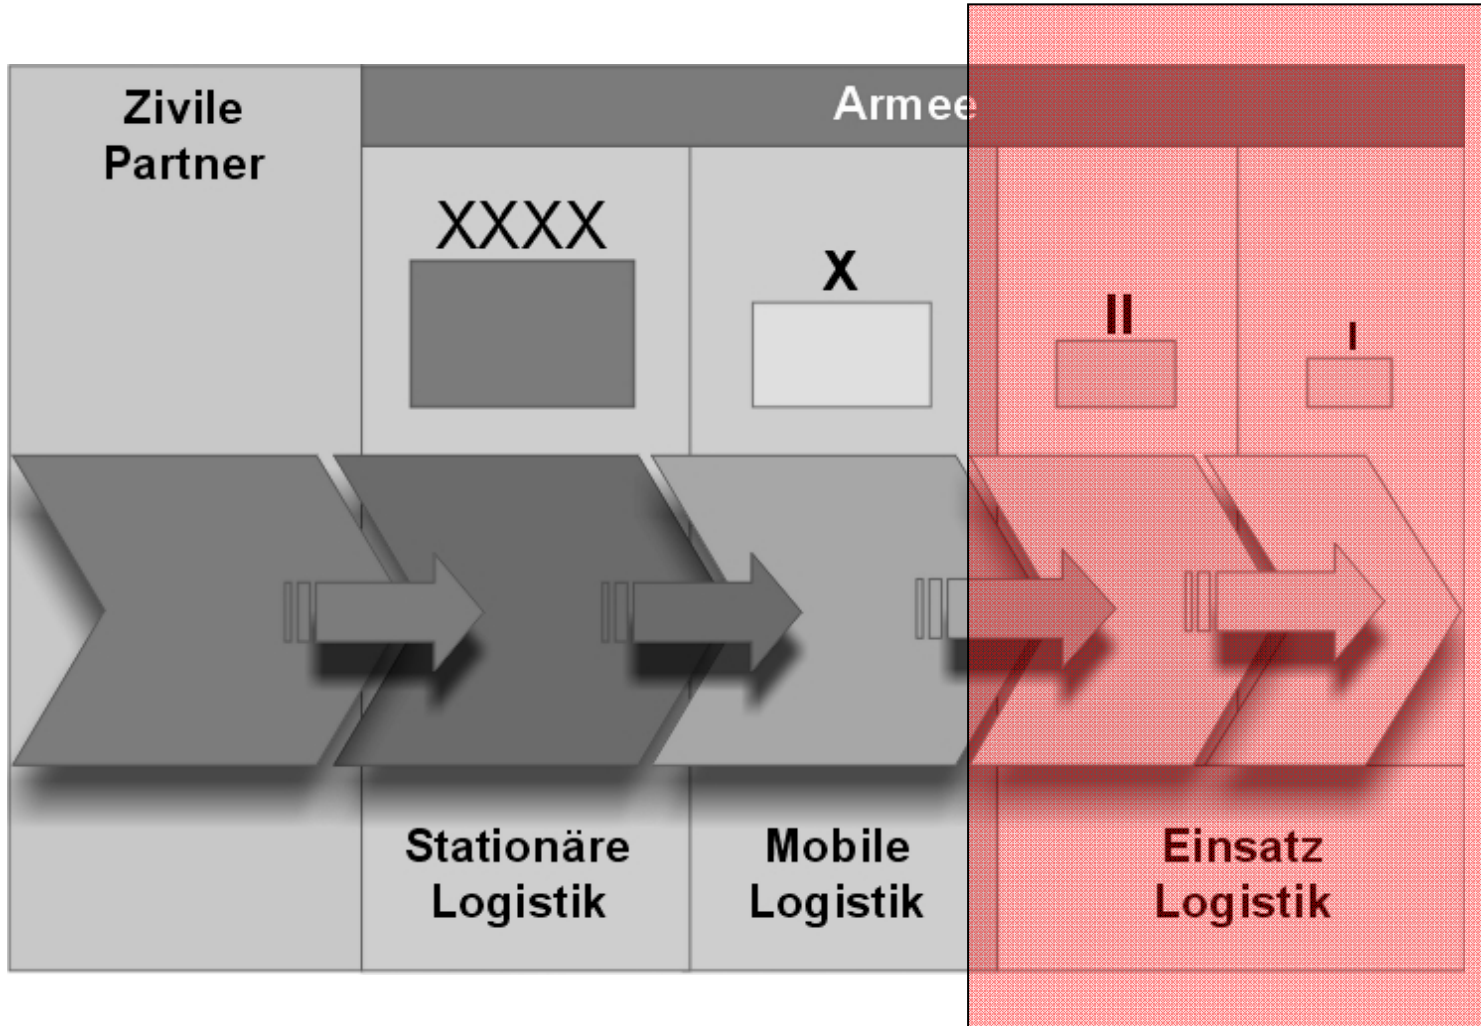 Zivile
Partner
Armee
XXXX
X
II
I
Stationäre
Logistik
Mobile
Logistik
Einsatz
Logistik